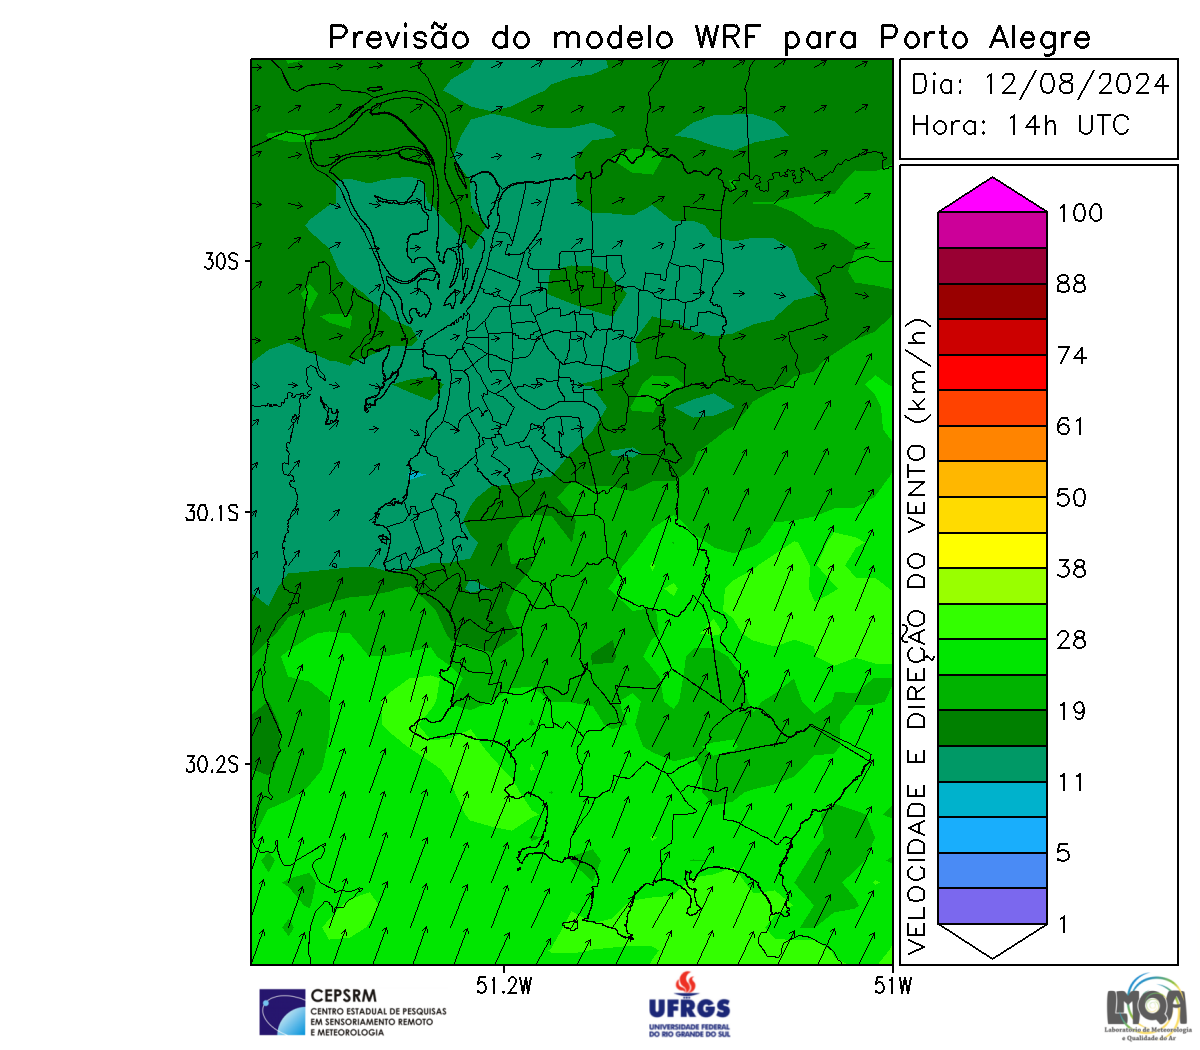 Previsão do modelo WRF para Porto Alegre
Dia: 12/08/2024
Hora: 14h UTC
30S
30.1S
30.2S
51.2W
51W
VELOCIDADE E DIREÇÃO DO VENTO (km/h)
100
88
74
61
50
38
28
19
11
5
1
CEPSRM
CENTRO ESTADUAL DE PESQUISAS
EM SENSORIAMENTO REMOTO
E METEOROLOGIA
UFRGS
UNIVERSIDADE FEDERAL
DO RIO GRANDE DO SUL
LMQA
Laboratório de Meteorologia
e Qualidade do Ar